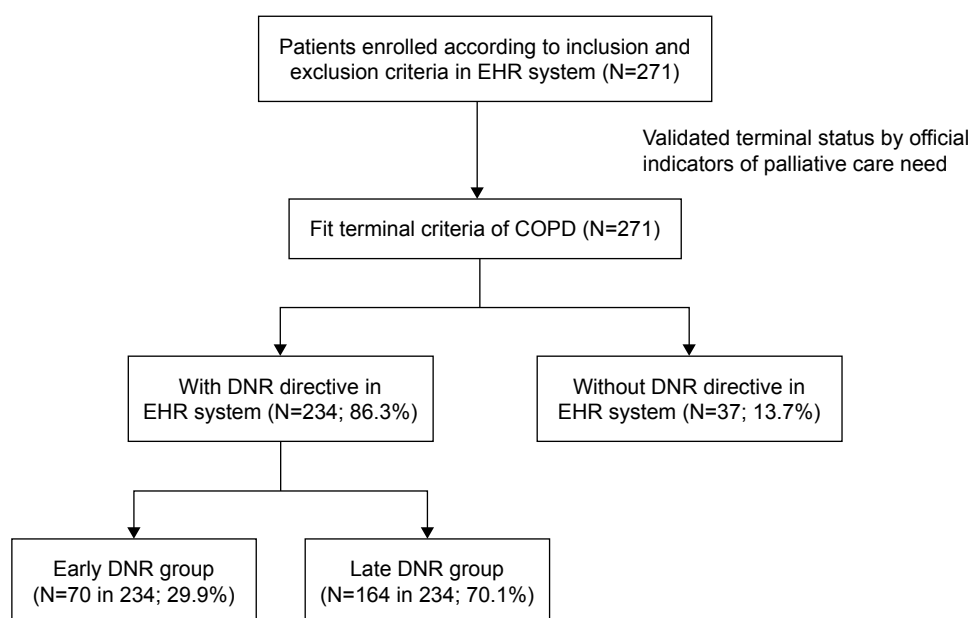 Patients enrolled according to inclusion and
exclusion criteria in EHR system (N=271)
Validated terminal status by official
indicators of palliative care need
Fit terminal criteria of COPD (N=271)
With DNR directive in
EHR system (N=234; 86.3%)
Without DNR directive in
EHR system (N=37; 13.7%)
Early DNR group
(N=70 in 234; 29.9%)
Late DNR group
(N=164 in 234; 70.1%)